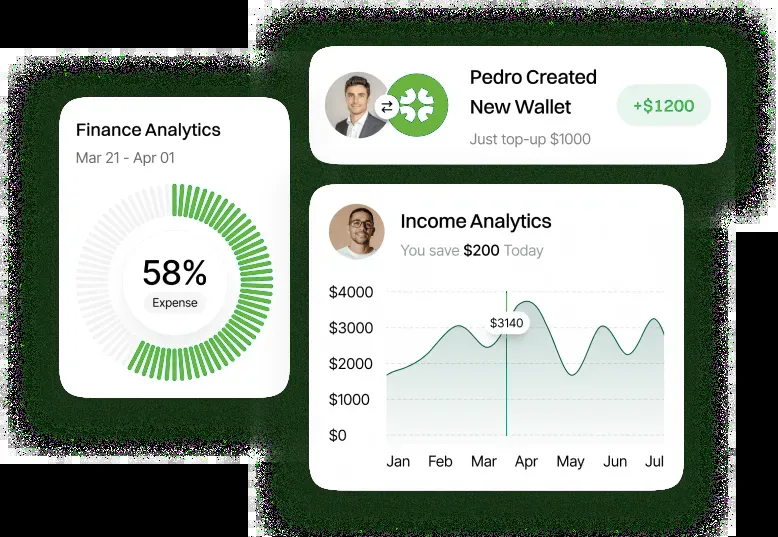 Finance Analytics
Mar 21 - Apr 01
58%
Expense
Pedro Created
New Wallet
Just top-up $1000
+$1200
Income Analytics
You save $200 Today
$4000
$3000
$2000
$1000
$0
$3140
Jan Feb Mar Apr May Jun Jul